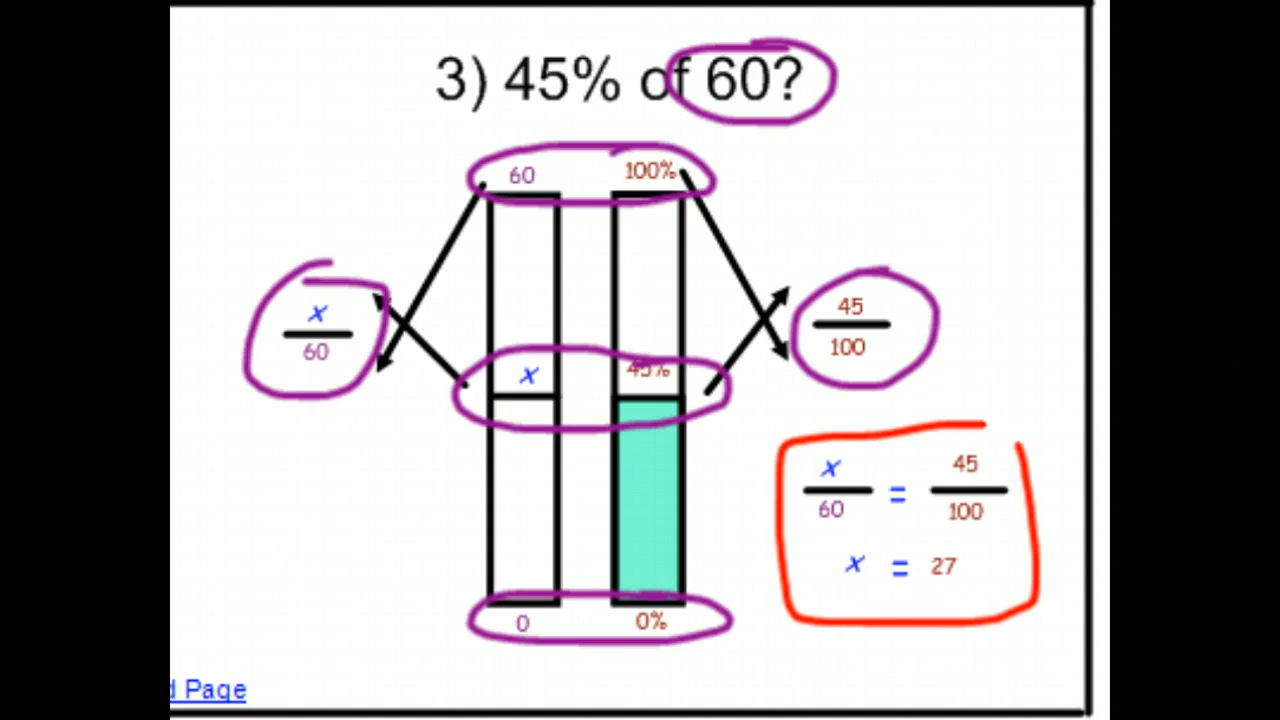 3) 45% of 60?
60 100%
x
60
45
100
x 45%
x
60
=
45
100
x = 27
0 0%
d Page